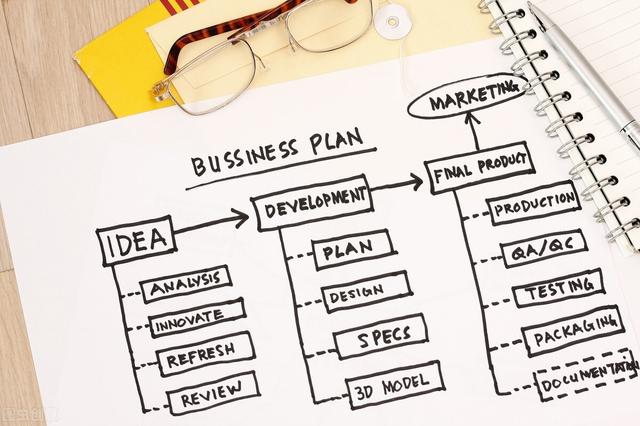 BUSSINESS PLAN
IDEA
ANALYSIS
INNOVATE
REFRESH
REVIEW
DEVELOPMENT
PLAN
DESIGN
SPECS
3D MODEL
MARKETING
FINAL PRODUCT
PRODUCTION
QA/QC
TESTING
PACKAGING
DOCUMENTATION